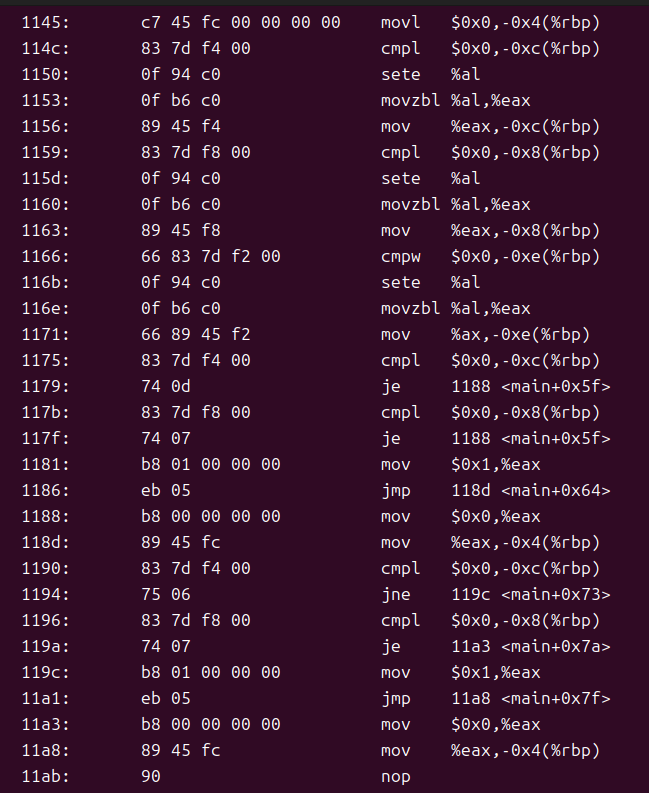 1145: c7 45 fc 00 00 00 00 movl $0x0,-0x4(%rbp)
114c: 83 7d f4 00 cmpl $0x0,-0xc(%rbp)
1150: 0f 94 c0 sete %al
1153: 0f b6 c0 movzbl %al,%eax
1156: 89 45 f4 mov %eax,-0xc(%rbp)
1159: 83 7d f8 00 cmpl $0x0,-0x8(%rbp)
115d: 0f 94 c0 sete %al
1160: 0f b6 c0 movzbl %al,%eax
1163: 89 45 f8 mov %eax,-0x8(%rbp)
1166: 66 83 7d f2 00 cmpw $0x0,-0xe(%rbp)
116b: 0f 94 c0 sete %al
116e: 0f b6 c0 movzbl %al,%eax
1171: 66 89 45 f2 mov %ax,-0xe(%rbp)
1175: 83 7d f4 00 cmpl $0x0,-0xc(%rbp)
1179: 74 0d je 1188 <main+0x5f>
117b: 83 7d f8 00 cmpl $0x0,-0x8(%rbp)
117f: 74 07 je 1188 <main+0x5f>
1181: b8 01 00 00 00 mov $0x1,%eax
1186: eb 05 jmp 118d <main+0x64>
1188: b8 00 00 00 00 mov $0x0,%eax
118d: 89 45 fc mov %eax,-0x4(%rbp)
1190: 83 7d f4 00 cmpl $0x0,-0xc(%rbp)
1194: 75 06 jne 119c <main+0x73>
1196: 83 7d f8 00 cmpl $0x0,-0x8(%rbp)
119a: 74 07 je 11a3 <main+0x7a>
119c: b8 01 00 00 00 mov $0x1,%eax
11a1: eb 05 jmp 11a8 <main+0x7f>
11a3: b8 00 00 00 00 mov $0x0,%eax
11a8: 89 45 fc mov %eax,-0x4(%rbp)
11ab: 90 nop